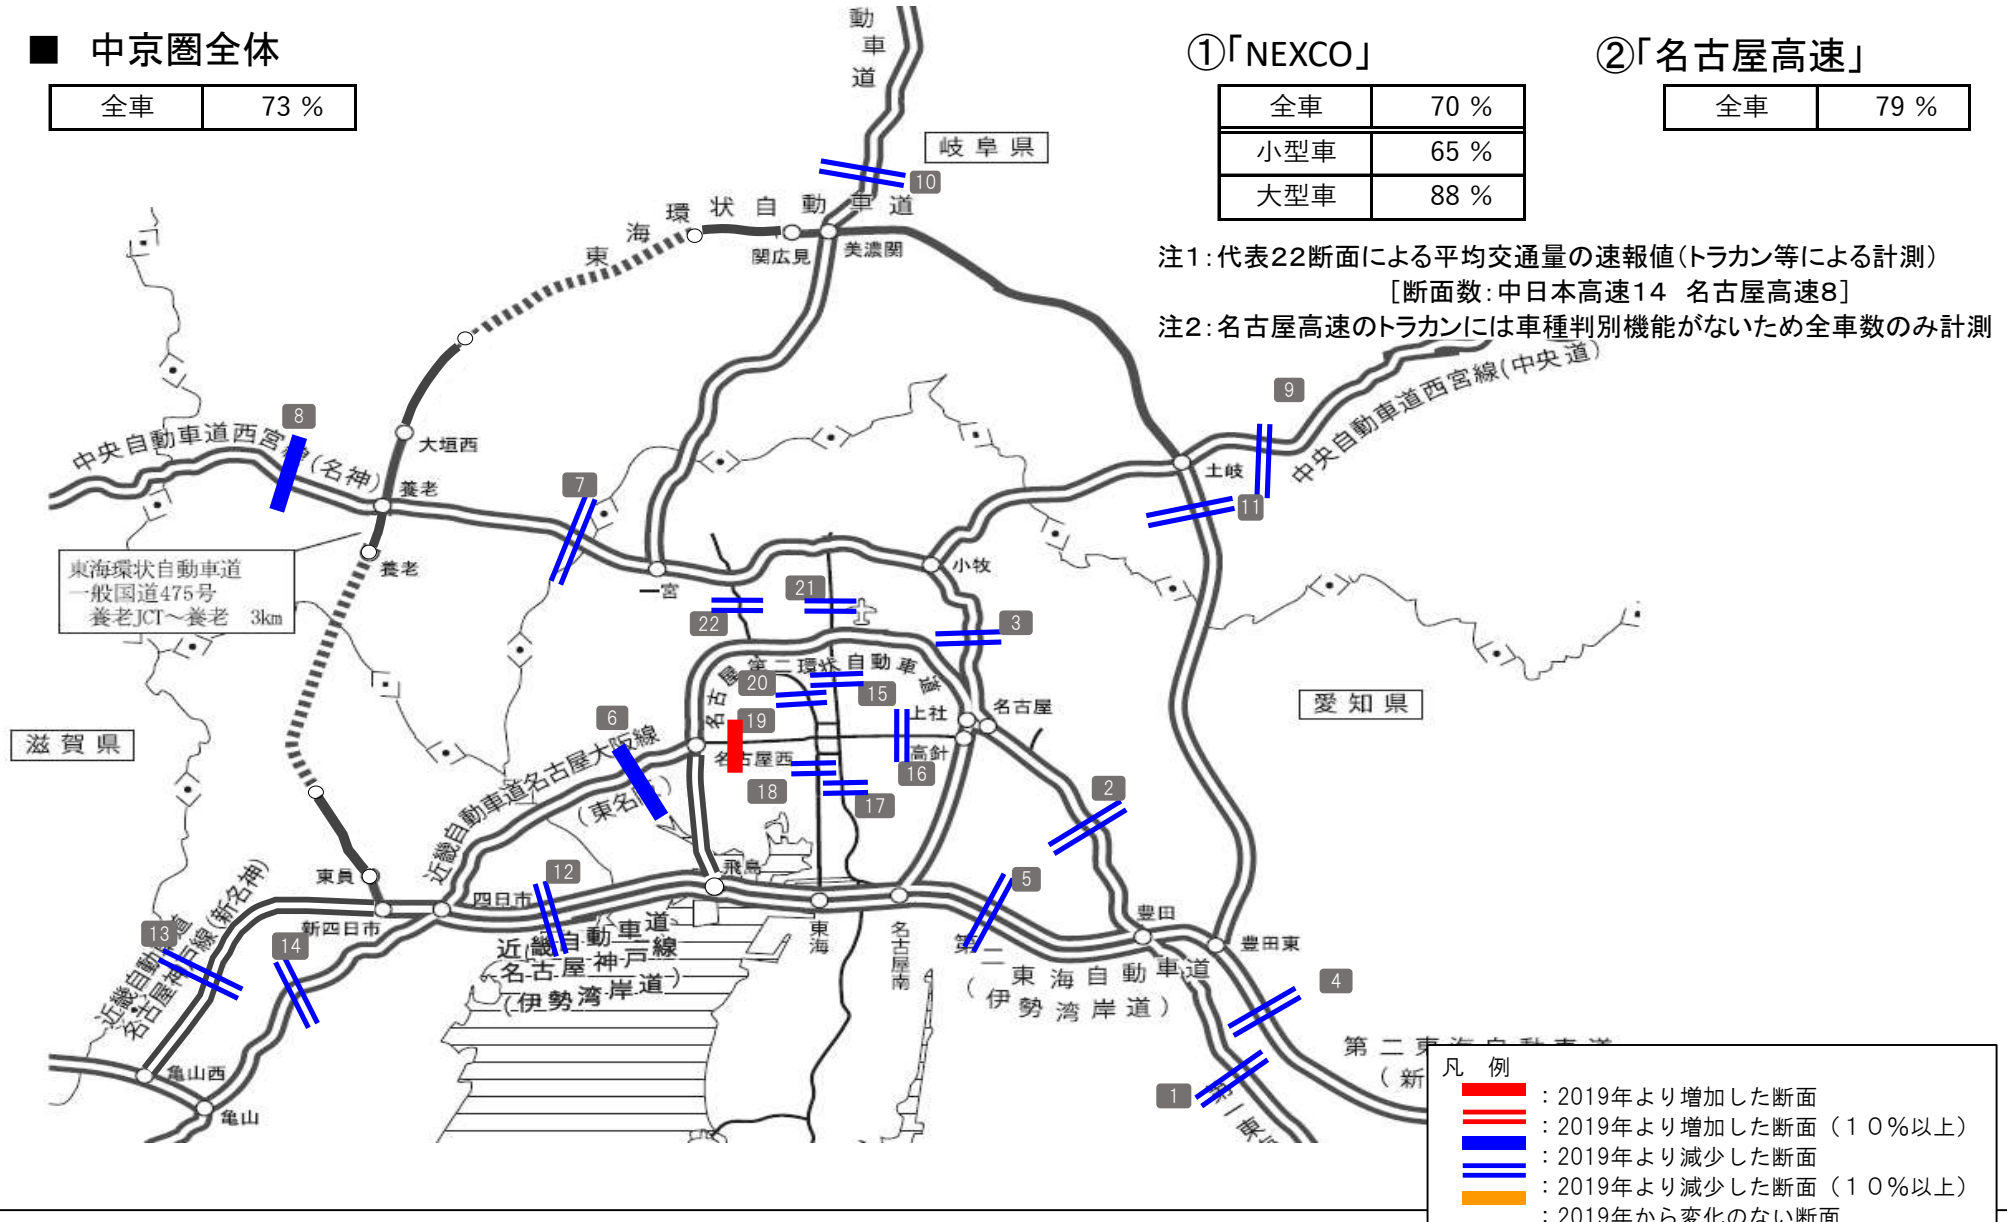 ■ 中京圏全体
全車 73 %
①「NEXCO」
全車 70 %
小型車 65 %
大型車 88 %
②「名古屋高速」
全車 79 %
注1：代表22断面による平均交通量の速報値（トラカン等による計測）
［断面数：中日本高速14 名古屋高速8］
注2：名古屋高速のトラカンには車種判別機能がないため全車数のみ計測
動車道
岐阜県
10
東海環状自動車道
関広見
美濃関
9
中央自動車道西宮線(中央道)
8
中央自動車道西宮線(名神)
大垣西
養老
7
土岐
11
東海環状自動車道
一般国道475号
養老JCT～養老 3km
養老
一宮
小牧
21
22
3
名古屋第二環状自動車道
20
15
19
上社
名古屋
愛知県
滋賀県
6
近畿自動車道名古屋大阪線
(東名阪)
名古屋西
高針
16
18
17
2
飛島
12
5
東員
四日市
新四日市
東海
名古屋南
豊田
豊田東
13
14
近畿自動車道
名古屋神戸線(新名神)
近畿自動車道
名古屋神戸線
(伊勢湾岸道)
第二東海自動車道
(伊勢湾岸道)
4
亀山西
亀山
1
第一東
第二東海自動車道
(新
凡 例
：2019年より増加した断面
：2019年より増加した断面（１０％以上）
：2019年より減少した断面
：2019年より減少した断面（１０％以上）
：2019年から変化のない断面